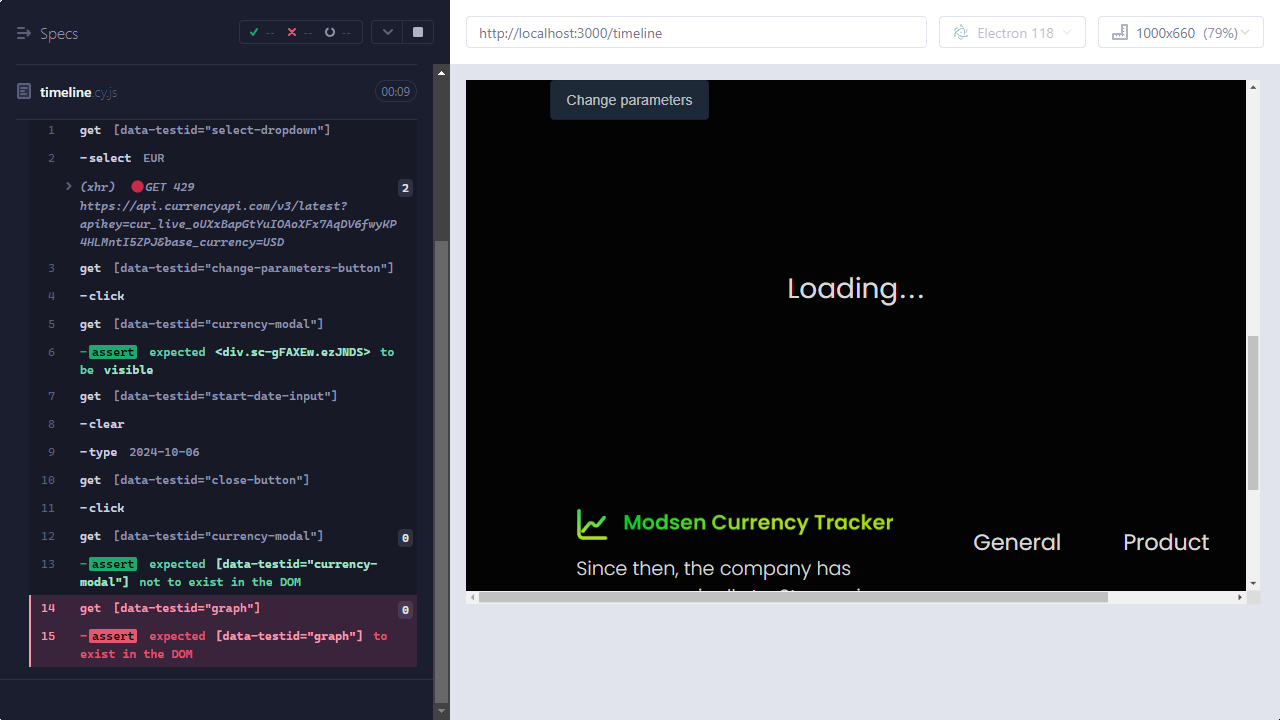 Specs
-- -- --
timeline.cy.js 00:09
1 get [data-testid="select-dropdown"]
2 -select EUR
(xhr) GET 429 2
https://api.currencyapi.com/v3/latest?
apikey=cur_live_oUXxBapGtYuIOAoXFx7AqDV6fwyKP
4HLMntI5ZPJ&base_currency=USD
3 get [data-testid="change-parameters-button"]
4 -click
5 get [data-testid="currency-modal"]
6 -assert expected <div.sc-gFAXEw.ezJNDS> to
be visible
7 get [data-testid="start-date-input"]
8 -clear
9 -type 2024-10-06
10 get [data-testid="close-button"]
11 -click
12 get [data-testid="currency-modal"] 0
13 -assert expected [data-testid="currency-
modal"] not to exist in the DOM
14 get [data-testid="graph"] 0
15 -assert expected [data-testid="graph"] to
exist in the DOM
http://localhost:3000/timeline
Electron 118
1000x660 (79%)
Change parameters
Loading...
Modsen Currency Tracker
General Product
Since then, the company has